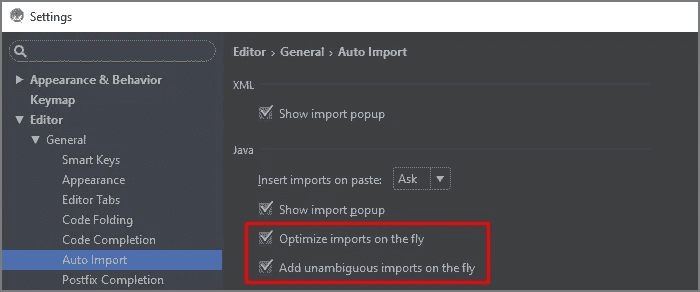 Settings
Appearance & Behavior
Keymap
Editor
General
Smart Keys
Appearance
Editor Tabs
Code Folding
Code Completion
Auto Import
Postfix Completion
Editor › General › Auto Import
XML
Show import popup
Java
Insert imports on paste: Ask
Show import popup
Optimize imports on the fly
Add unambiguous imports on the fly